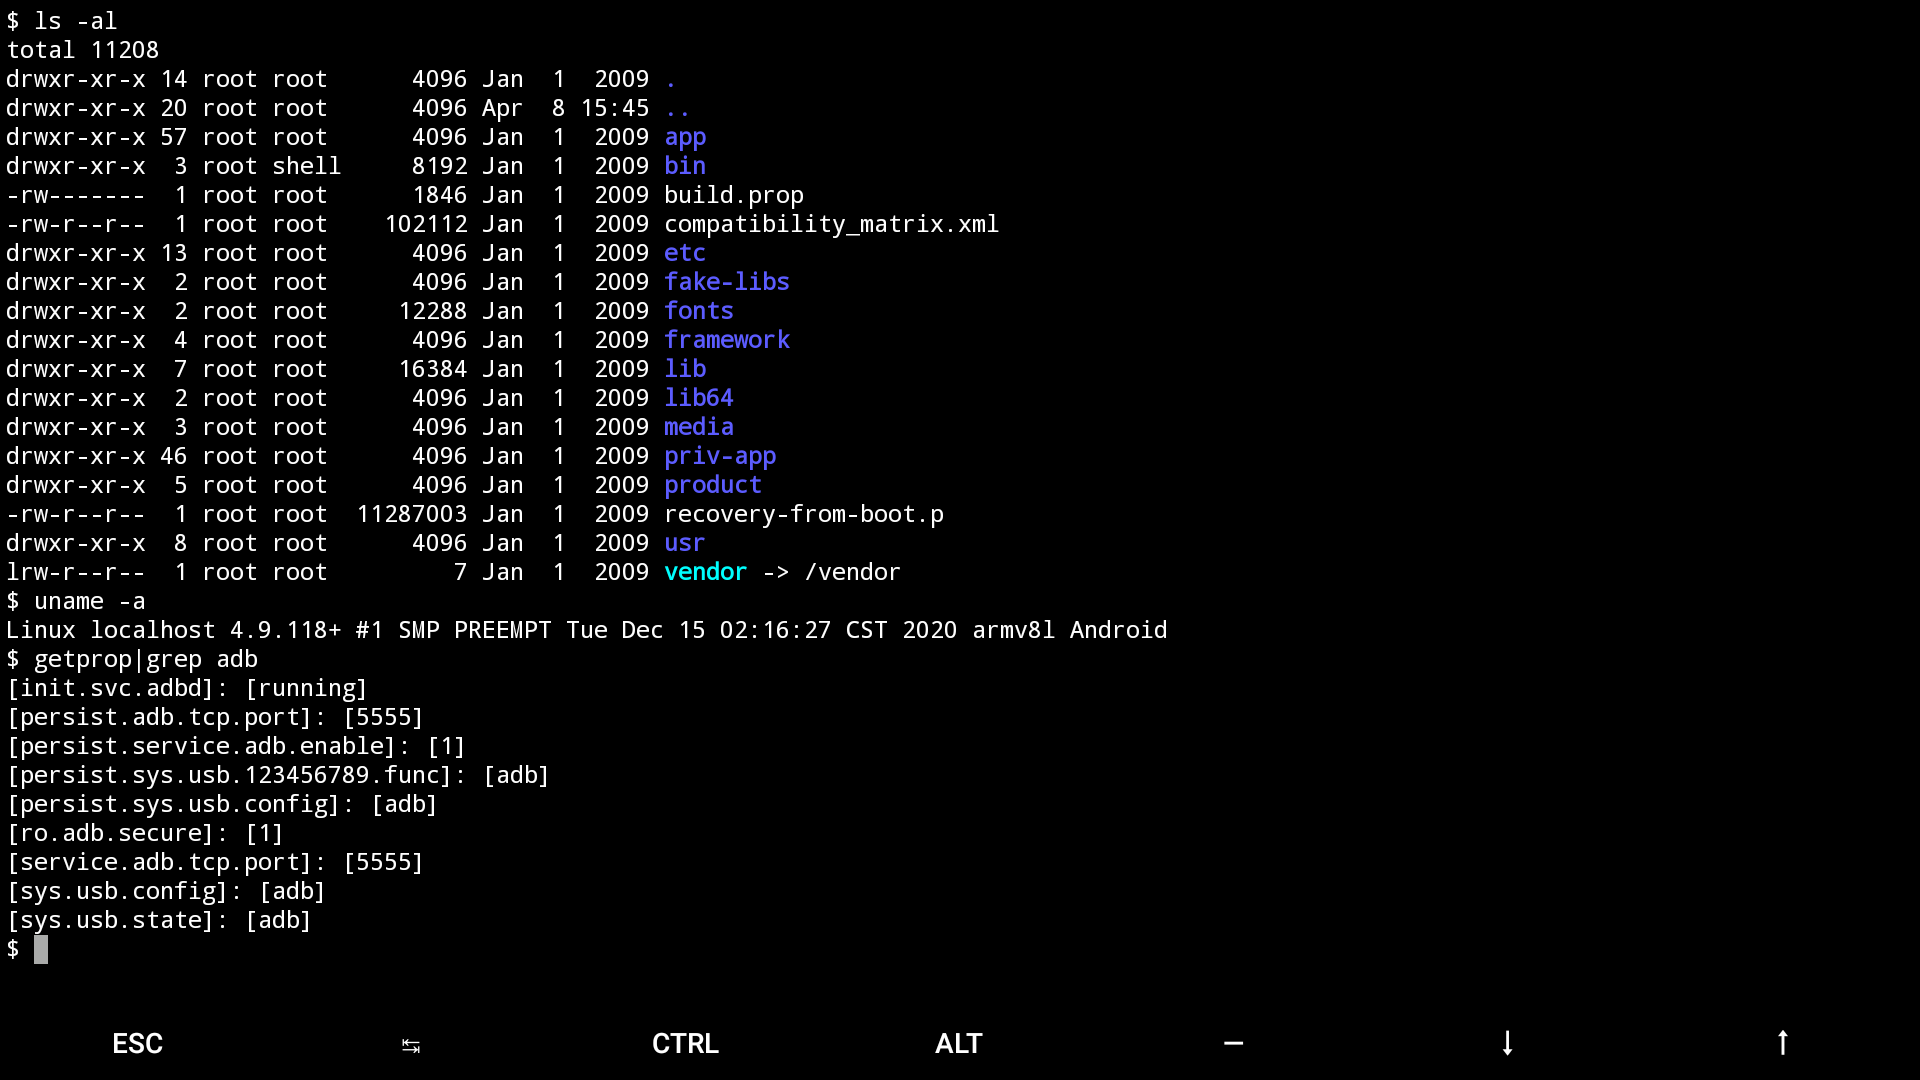 $ ls -al
total 11208
drwxr-xr-x 14 root root      4096 Jan  1  2009 .
drwxr-xr-x 20 root root      4096 Apr  8 15:45 ..
drwxr-xr-x 57 root root      4096 Jan  1  2009 app
drwxr-xr-x  3 root shell     8192 Jan  1  2009 bin
-rw-------  1 root root      1846 Jan  1  2009 build.prop
-rw-r--r--  1 root root    102112 Jan  1  2009 compatibility_matrix.xml
drwxr-xr-x 13 root root      4096 Jan  1  2009 etc
drwxr-xr-x  2 root root      4096 Jan  1  2009 fake-libs
drwxr-xr-x  2 root root     12288 Jan  1  2009 fonts
drwxr-xr-x  4 root root      4096 Jan  1  2009 framework
drwxr-xr-x  7 root root     16384 Jan  1  2009 lib
drwxr-xr-x  2 root root      4096 Jan  1  2009 lib64
drwxr-xr-x  3 root root      4096 Jan  1  2009 media
drwxr-xr-x 46 root root      4096 Jan  1  2009 priv-app
drwxr-xr-x  5 root root      4096 Jan  1  2009 product
-rw-r--r--  1 root root  11287003 Jan  1  2009 recovery-from-boot.p
drwxr-xr-x  8 root root      4096 Jan  1  2009 usr
lrw-r--r--  1 root root         7 Jan  1  2009 vendor -> /vendor
$ uname -a
Linux localhost 4.9.118+ #1 SMP PREEMPT Tue Dec 15 02:16:27 CST 2020 armv8l Android
$ getprop|grep adb
[init.svc.adbd]: [running]
[persist.adb.tcp.port]: [5555]
[persist.service.adb.enable]: [1]
[persist.sys.usb.123456789.func]: [adb]
[persist.sys.usb.config]: [adb]
[ro.adb.secure]: [1]
[service.adb.tcp.port]: [5555]
[sys.usb.config]: [adb]
[sys.usb.state]: [adb]
$
ESC ↹ CTRL ALT — ↓ ↑